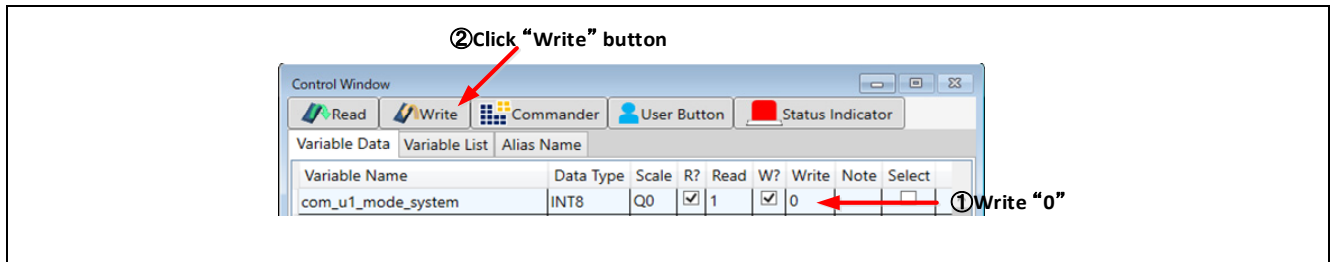 ②Click “Write” button
Control Window
Read Write Commander User Button Status Indicator
Variable Data Variable List Alias Name
Variable Name Data Type Scale R? Read W? Write Note Select
com_u1_mode_system INT8 Q0 1 0
①Write “0”